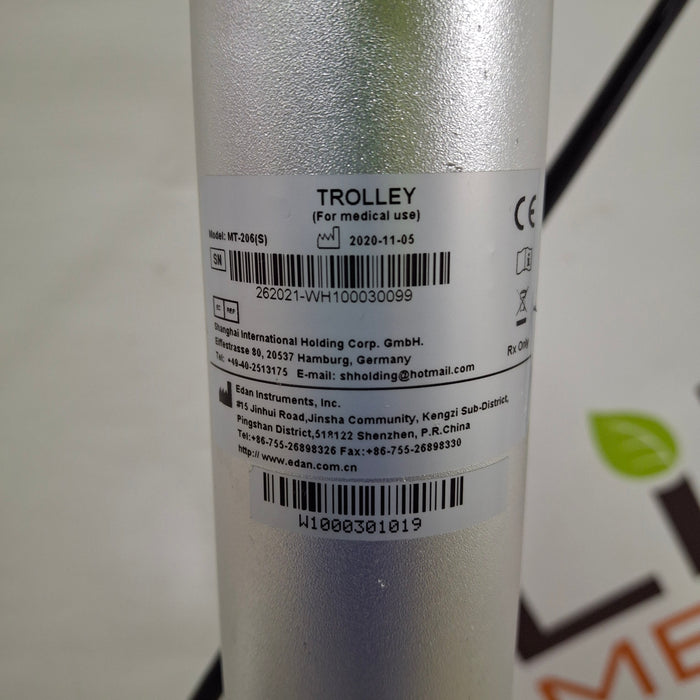 TROLLEY
(For medical use)
Model: MT-206(S)
2020-11-05
CE
SN
262021-WH100030099
EC REP
Shanghai International Holding Corp. GmbH.
Eiffestrasse 80, 20537 Hamburg, Germany
Tel: +49-40-2513175 E-mail: shholding@hotmail.com
Rx Only
Edan Instruments, Inc.
#15 Jinhui Road,Jinsha Community, Kengzi Sub-District,
Pingshan District,518122 Shenzhen, P.R.China
Tel:+86-755-26898326 Fax:+86-755-26898330
http:// www.edan.com.cn
W1000301019